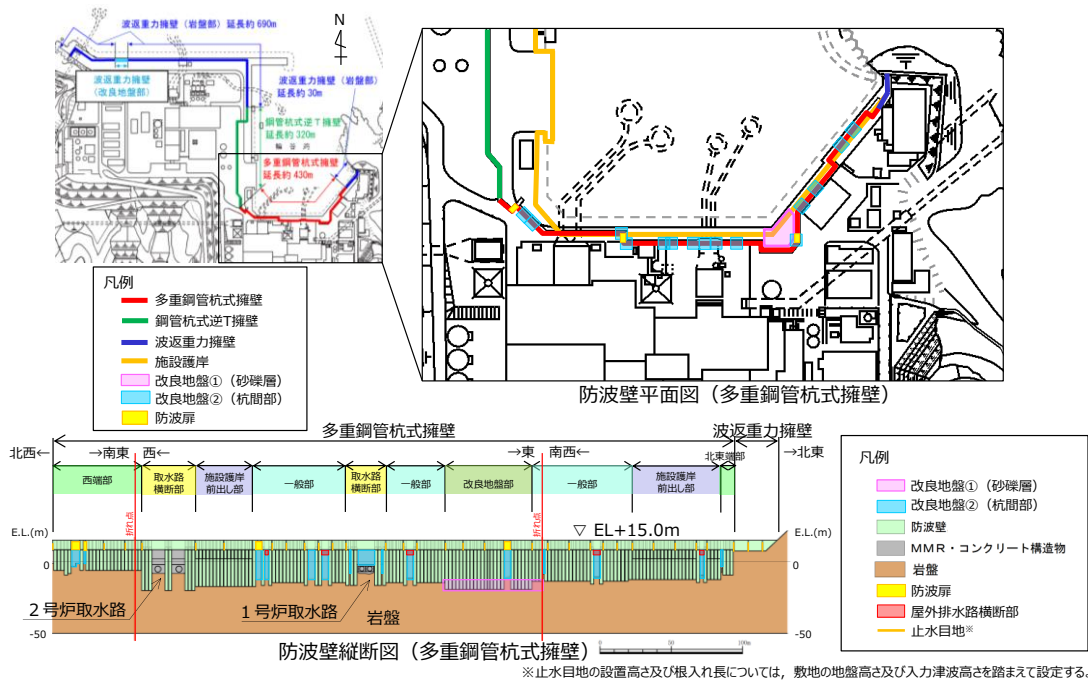 波返重力擁壁（岩盤部）延長約690m
N
波返重力擁壁
（改良地盤部）
波返重力擁壁（岩盤部）
延長約30m
鋼管杭式逆T擁壁
延長約320m
輪谷湾
多重鋼管杭式擁壁
延長約430m
凡例
多重鋼管杭式擁壁
鋼管杭式逆T擁壁
波返重力擁壁
施設護岸
改良地盤①（砂礫層）
改良地盤②（杭間部）
防波扉
防波壁平面図（多重鋼管杭式擁壁）
多重鋼管杭式擁壁
波返重力擁壁
北西←
→南東
西←
→東
南西←
北東端部
→北東
西端部
取水路
横断部
施設護岸
前出し部
一般部
取水路
横断部
一般部
改良地盤部
一般部
施設護岸
前出し部
折れ点
折れ点
E.L.(m)
▽ EL+15.0m
E.L.(m)
0
0
２号炉取水路
１号炉取水路
岩盤
-50
-50
防波壁縦断図（多重鋼管杭式擁壁）
0 50 100m
凡例
改良地盤①（砂礫層）
改良地盤②（杭間部）
防波壁
MMR・コンクリート構造物
岩盤
防波扉
屋外排水路横断部
止水目地※
※止水目地の設置高さ及び根入れ長については，敷地の地盤高さ及び入力津波高さを踏まえて設定する。